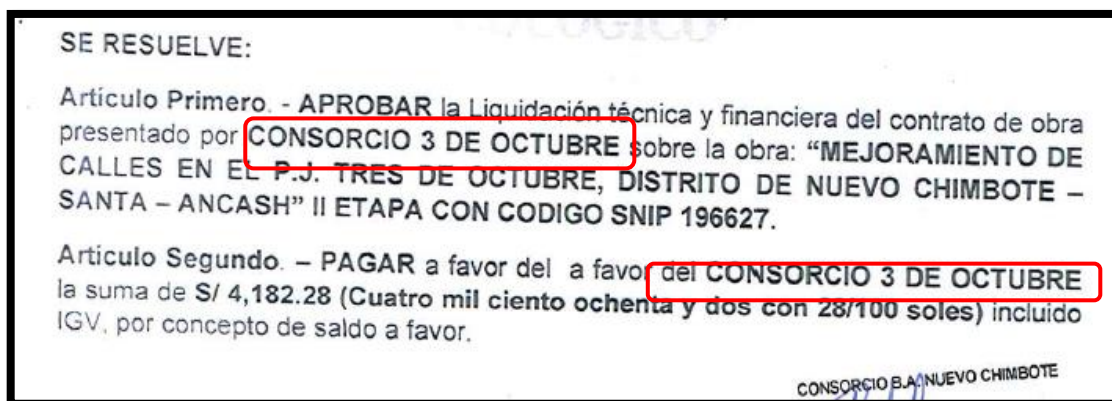 SE RESUELVE:
Artículo Primero. - APROBAR la Liquidación técnica y financiera del contrato de obra
presentado por CONSORCIO 3 DE OCTUBRE sobre la obra: “MEJORAMIENTO DE
CALLES EN EL P.J. TRES DE OCTUBRE, DISTRITO DE NUEVO CHIMBOTE –
SANTA – ANCASH” II ETAPA CON CODIGO SNIP 196627.
Artículo Segundo. – PAGAR a favor del a favor del CONSORCIO 3 DE OCTUBRE
la suma de S/ 4,182.28 (Cuatro mil ciento ochenta y dos con 28/100 soles) incluido
IGV, por concepto de saldo a favor.
CONSORCIO B.A. NUEVO CHIMBOTE